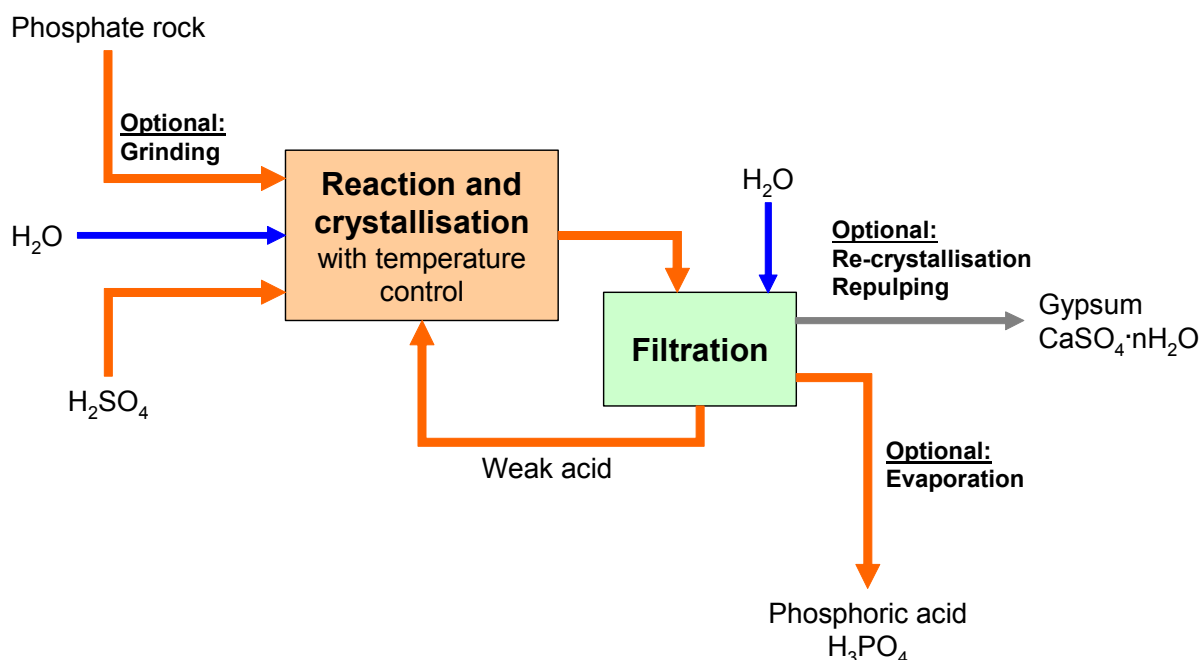 Phosphate rock
Optional:
Grinding
Reaction and
crystallisation
with temperature
control
H₂O
H₂O
Optional:
Re-crystallisation
Repulping
Gypsum
CaSO₄·nH₂O
Filtration
H₂SO₄
Weak acid
Optional:
Evaporation
Phosphoric acid
H₃PO₄